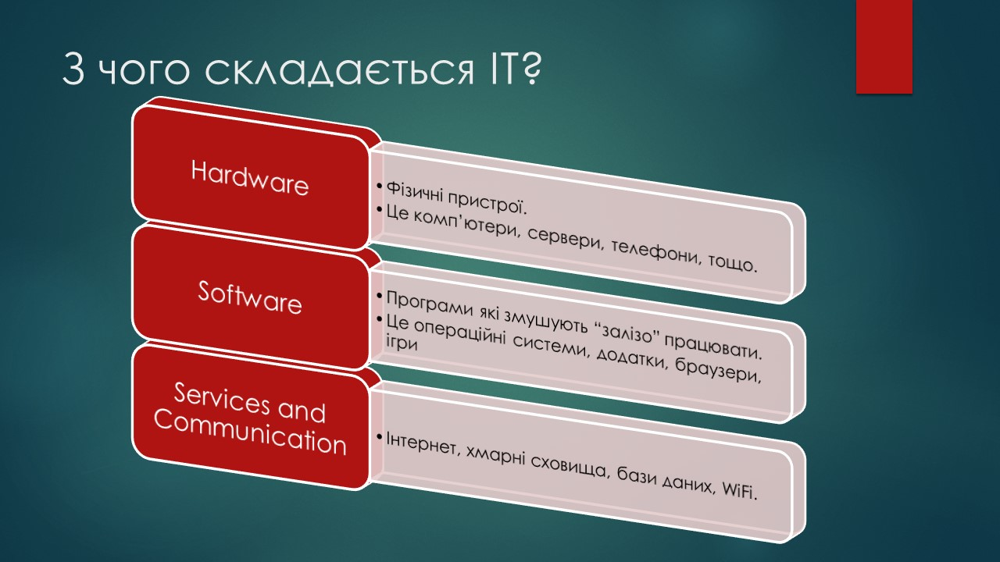 З чого складається ІТ?
Hardware
• Фізичні пристрої.
• Це комп’ютери, сервери, телефони, тощо.
Software
• Програми які змушують “залізо” працювати.
• Це операційні системи, додатки, браузери,
ігри
Services and
Communication
• Інтернет, хмарні сховища, бази даних, WiFi.